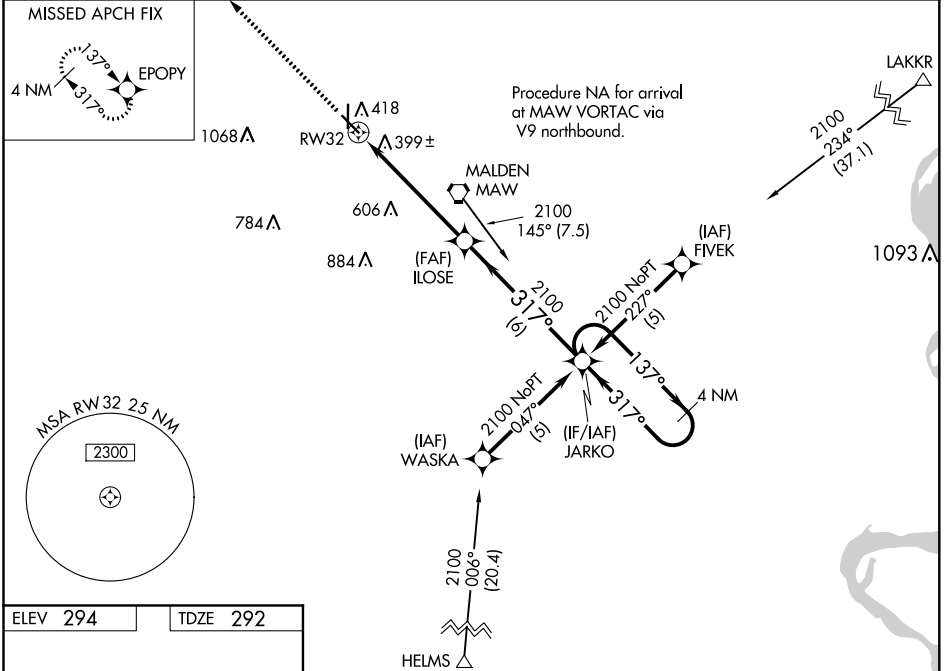 MISSED APCH FIX
137°
EPOPY
4 NM
317°
1068
418
RW32
399±
Procedure NA for arrival
at MAW VORTAC via
V9 northbound.
LAKKR
2100
234°
(37.1)
MALDEN
MAW
784
606
2100
145° (7.5)
884
(FAF)
ILOSE
(IAF)
FIVEK
1093
2100
317°
(6)
2100 NoPT
227°
(5)
137°
4 NM
317°
2100 NoPT
047°
(5)
(IF/IAF)
JARKO
(IAF)
WASKA
MSA RW32 25 NM
2300
2100
006°
(20.4)
HELMS
ELEV 294
TDZE 292